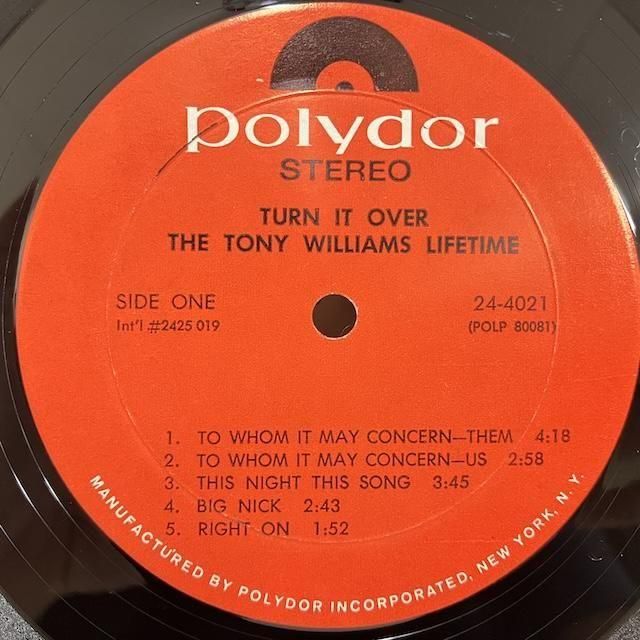 polydor
STEREO
TURN IT OVER
THE TONY WILLIAMS LIFETIME
SIDE ONE 24-4021
Int'l #2425 019 (POLP 80081)
1. TO WHOM IT MAY CONCERN—THEM 4:18
2. TO WHOM IT MAY CONCERN—US 2:58
3. THIS NIGHT THIS SONG 3:45
4. BIG NICK 2:43
5. RIGHT ON 1:52
MANUFACTURED BY POLYDOR INCORPORATED, NEW YORK, N. Y.